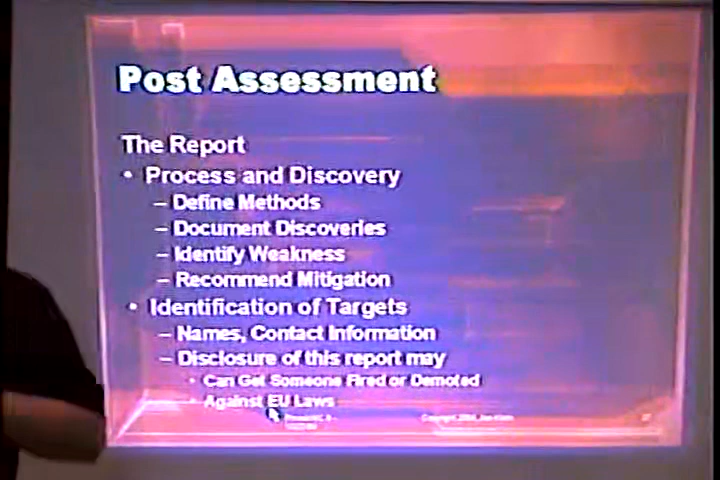 Post Assessment
The Report
• Process and Discovery
– Define Methods
– Document Discoveries
– Identify Weakness
– Recommend Mitigation
• Identification of Targets
– Names, Contact Information
– Disclosure of this report may
• Can Get Someone Fired or Demoted
• Against EU Laws